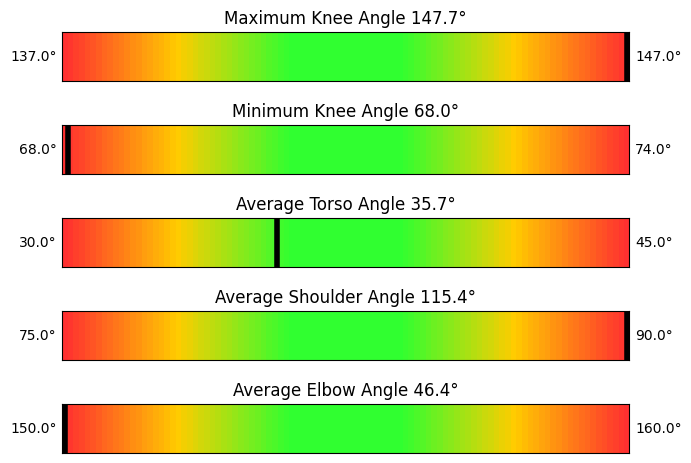 Maximum Knee Angle 147.7°
137.0° 147.0°
Minimum Knee Angle 68.0°
68.0° 74.0°
Average Torso Angle 35.7°
30.0° 45.0°
Average Shoulder Angle 115.4°
75.0° 90.0°
Average Elbow Angle 46.4°
150.0° 160.0°